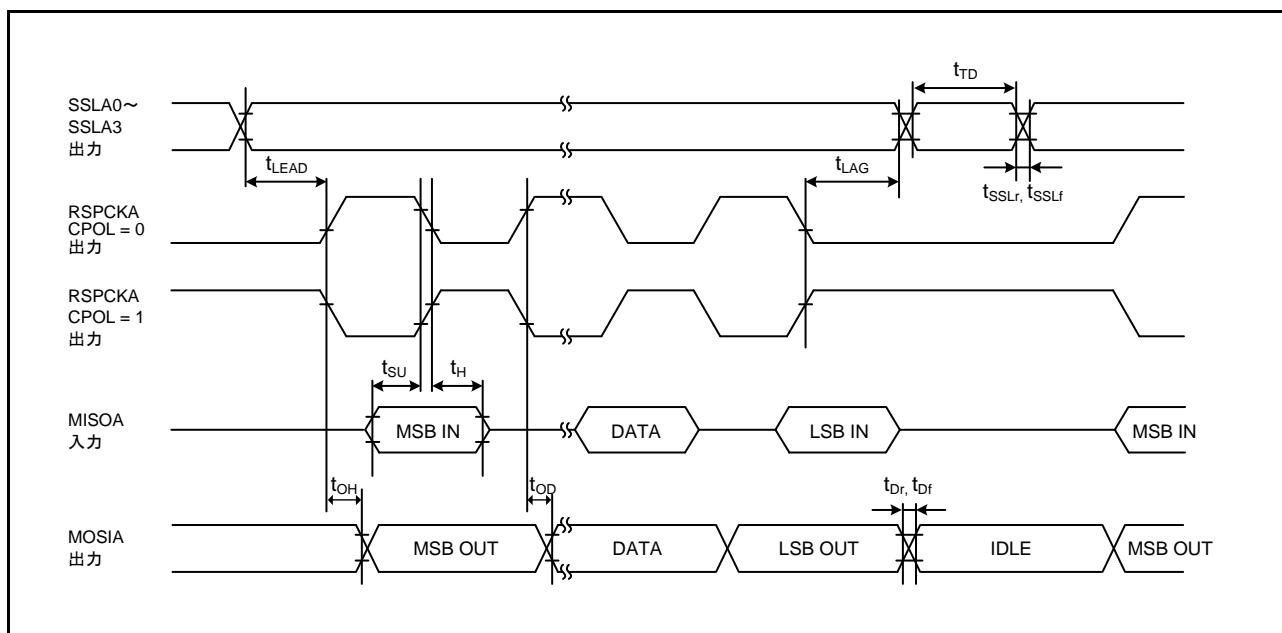 SSLA0～
SSLA3
出力
tTD
tLEAD
tLAG
tSSLr, tSSLf
RSPCKA
CPOL = 0
出力
RSPCKA
CPOL = 1
出力
tSU
tH
MISOA
入力
MSB IN
DATA
LSB IN
MSB IN
tOH
tOD
tDr, tDf
MOSIA
出力
MSB OUT
DATA
LSB OUT
IDLE
MSB OUT